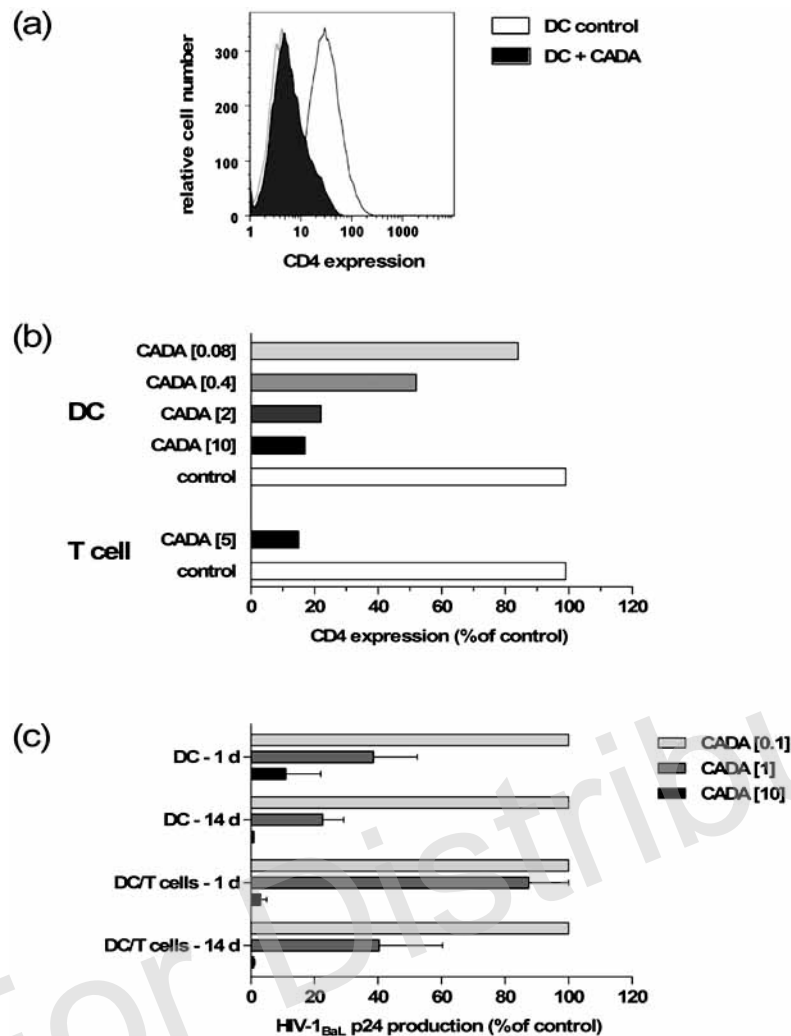 (a)
relative cell number
300
200
100
0
1 10 100 1000
CD4 expression
DC control
DC + CADA
(b)
DC
CADA [0.08]
CADA [0.4]
CADA [2]
CADA [10]
control
T cell
CADA [5]
control
0 20 40 60 80 100 120
CD4 expression (%of control)
(c)
DC - 1 d
DC - 14 d
DC/T cells - 1 d
DC/T cells - 14 d
0 20 40 60 80 100 120
HIV-1BaL p24 production (%of control)
CADA [0.1]
CADA [1]
CADA [10]
For Distribu